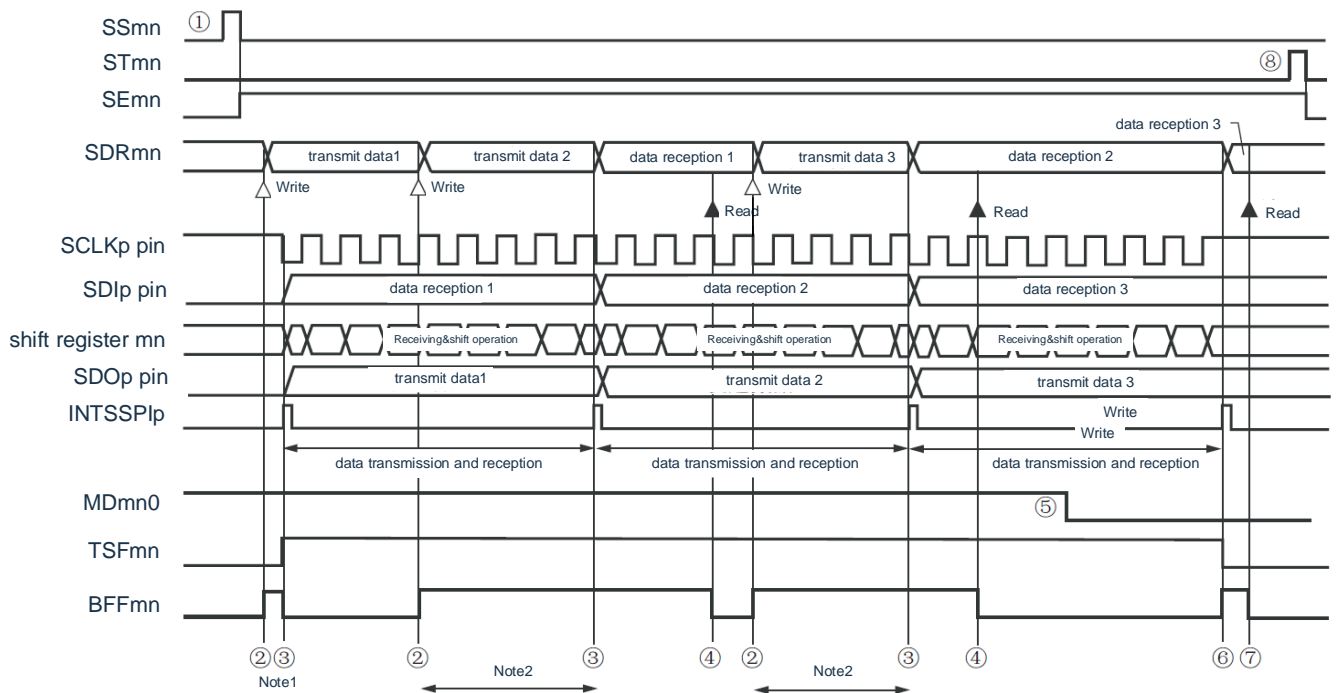 ① SSmn
STmn ⑧
SEmn
data reception 3
SDRmn transmit data1 transmit data 2 data reception 1 transmit data 3 data reception 2
Write Write Write
Read Read Read
SCLKp pin
SDIp pin data reception 1 data reception 2 data reception 3
shift register mn Receiving&shift operation Receiving&shift operation Receiving&shift operation
SDOp pin transmit data1 transmit data 2 transmit data 3
INTSSPIp Write
Write
data transmission and reception data transmission and reception data transmission and reception
MDmn0 ⑤
TSFmn
BFFmn
② ③ ② ③ ④ ② ③ ④ ⑥ ⑦
Note1 Note2 Note2